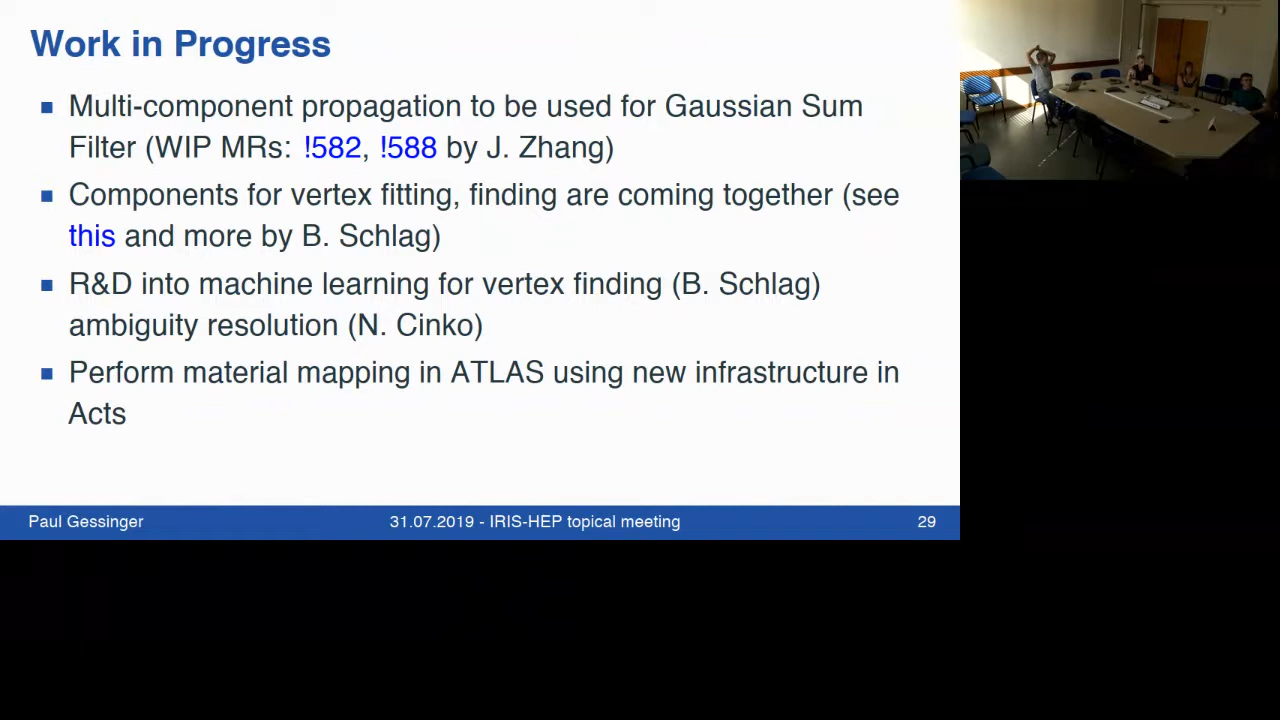 Work in Progress
Multi-component propagation to be used for Gaussian Sum
Filter (WIP MRs: !582, !588 by J. Zhang)
Components for vertex fitting, finding are coming together (see
this and more by B. Schlag)
R&D into machine learning for vertex finding (B. Schlag)
ambiguity resolution (N. Cinko)
Perform material mapping in ATLAS using new infrastructure in
Acts
Paul Gessinger 31.07.2019 - IRIS-HEP topical meeting 29